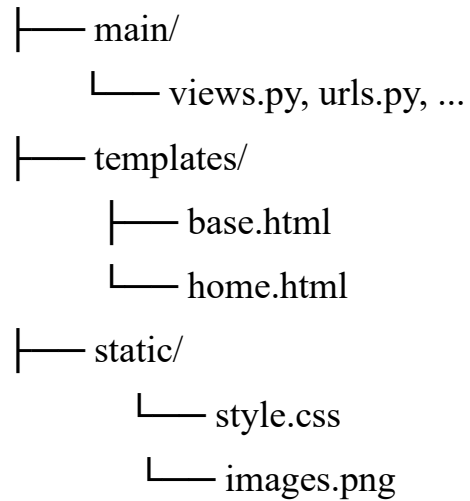 ├── main/
└── views.py, urls.py, ...
├── templates/
├── base.html
└── home.html
├── static/
└── style.css
└── images.png